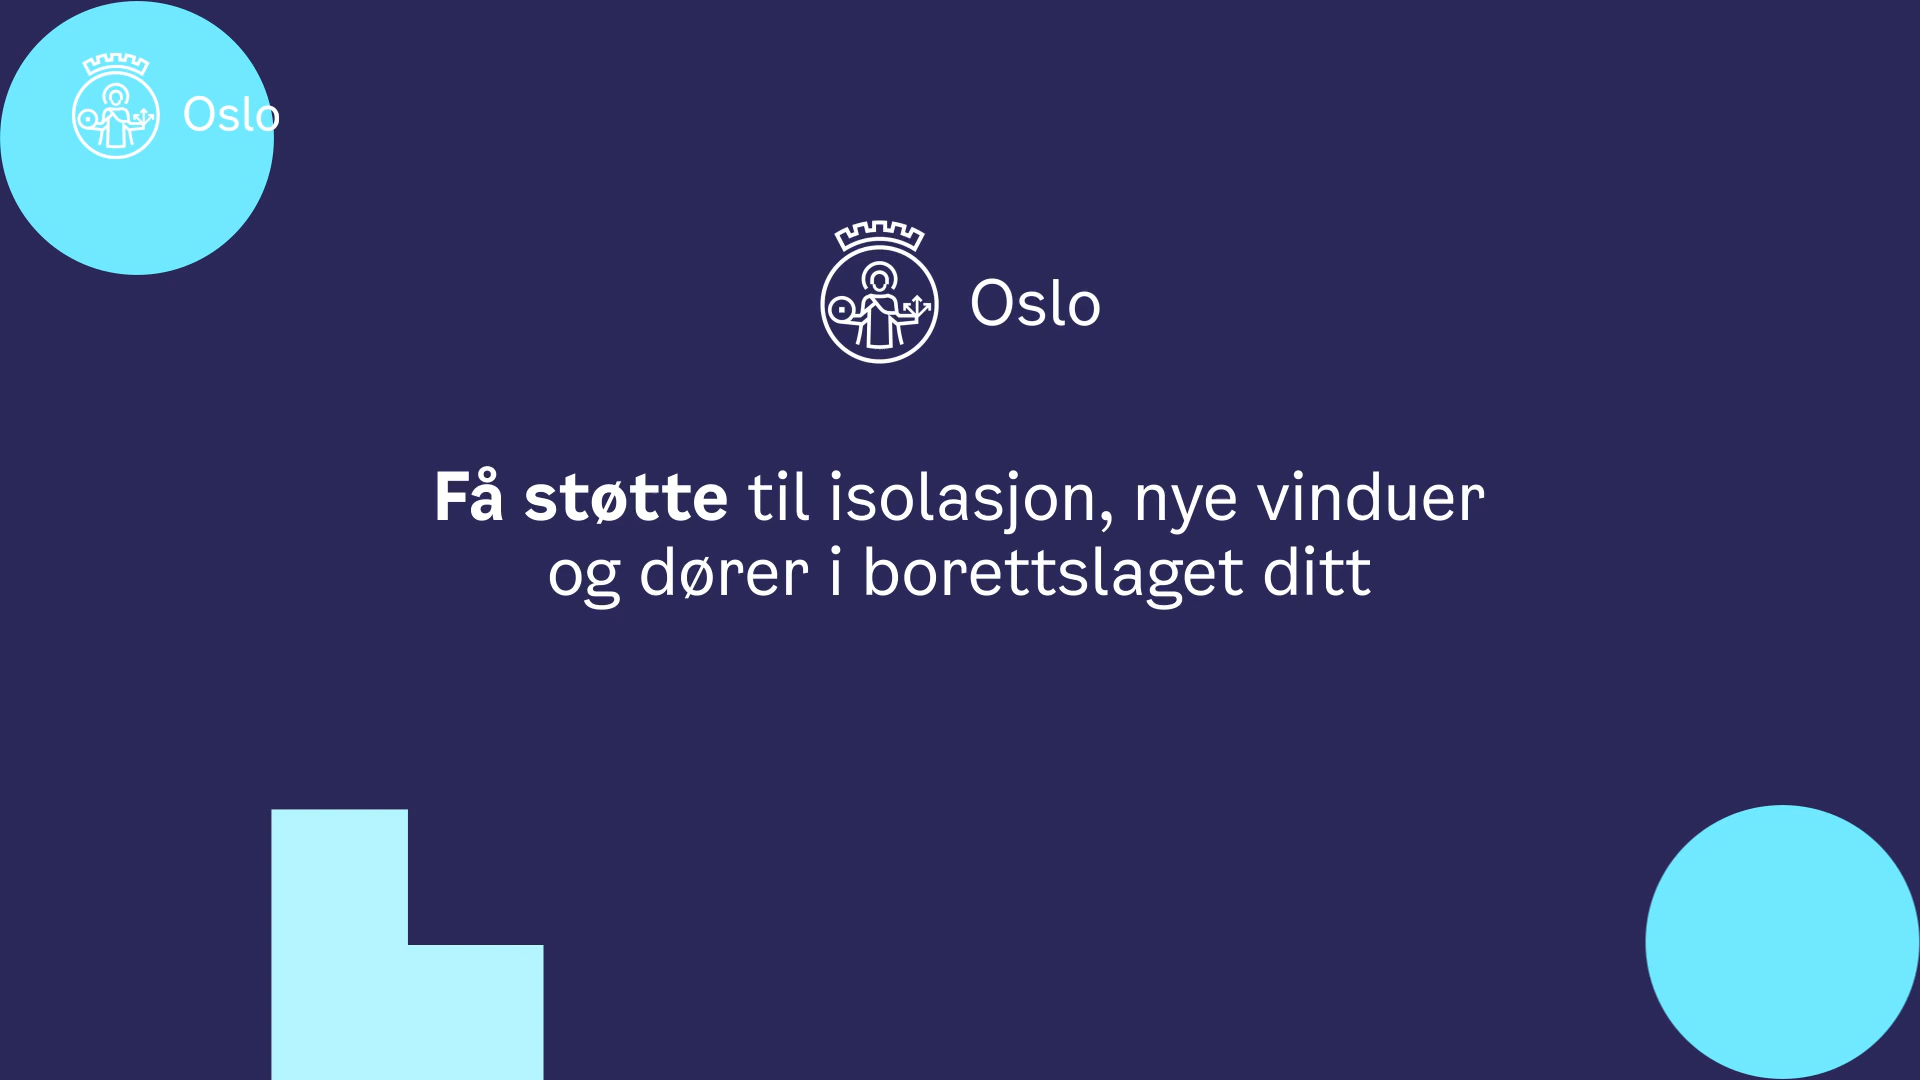 Oslo
Oslo
Få støtte til isolasjon, nye vinduer
og dører i borettslaget ditt